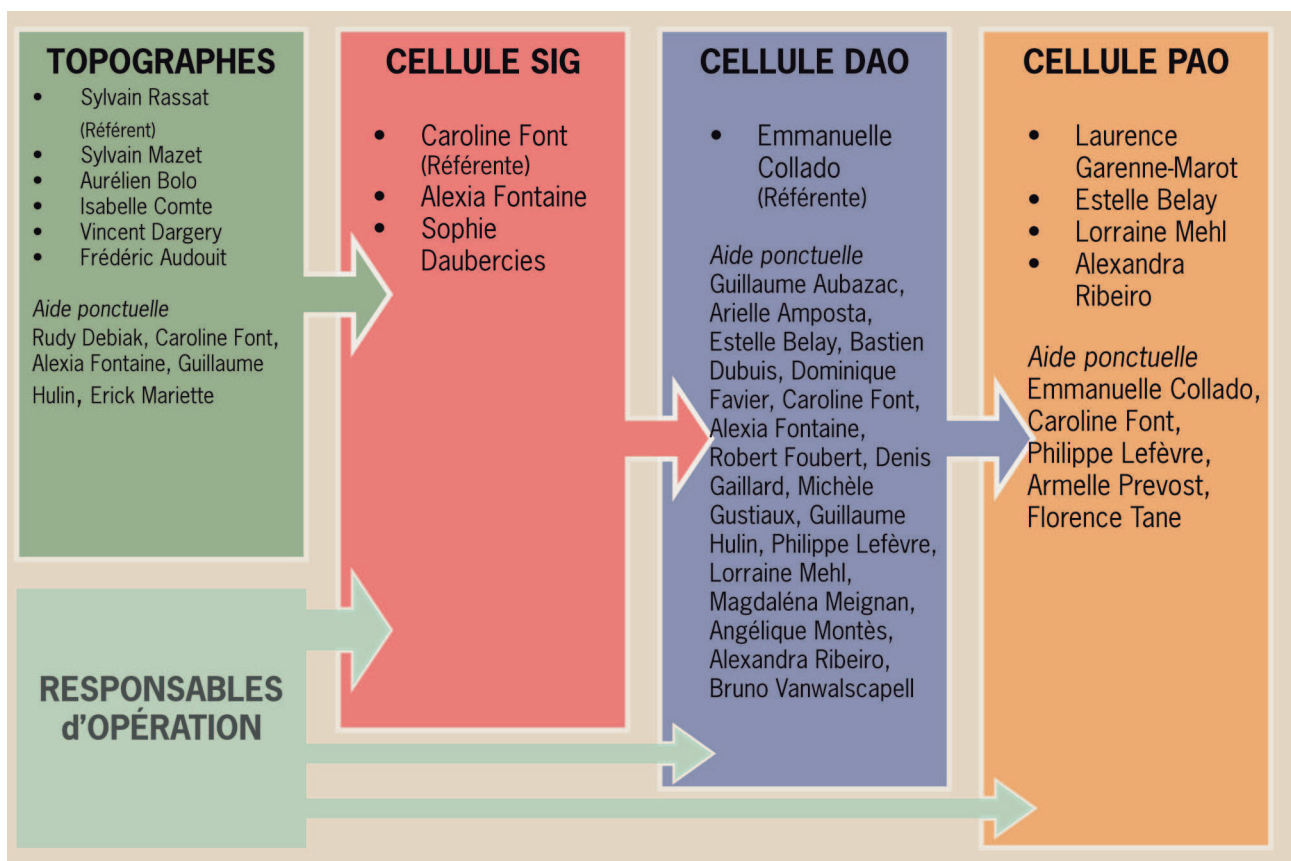 TOPOGRAPHES
• Sylvain Rassat
(Référent)
• Sylvain Mazet
• Aurélien Bolo
• Isabelle Comte
• Vincent Dargery
• Frédéric Audouit
Aide ponctuelle
Rudy Debiak, Caroline Font,
Alexia Fontaine, Guillaume
Hulin, Erick Mariette
RESPONSABLES
d'OPÉRATION
CELLULE SIG
• Caroline Font
(Référente)
• Alexia Fontaine
• Sophie
Daubercies
CELLULE DAO
• Emmanuelle
Collado
(Référente)
Aide ponctuelle
Guillaume Aubazac,
Arielle Amposta,
Estelle Belay, Bastien
Dubuis, Dominique
Favier, Caroline Font,
Alexia Fontaine,
Robert Foubert, Denis
Gaillard, Michèle
Gustiaux, Guillaume
Hulin, Philippe Lefèvre,
Lorraine Mehl,
Magdaléna Meignan,
Angélique Montès,
Alexandra Ribeiro,
Bruno Vanwalscapell
CELLULE PAO
• Laurence
Garenne-Marot
• Estelle Belay
• Lorraine Mehl
• Alexandra
Ribeiro
Aide ponctuelle
Emmanuelle Collado,
Caroline Font,
Philippe Lefèvre,
Armelle Prevost,
Florence Tane